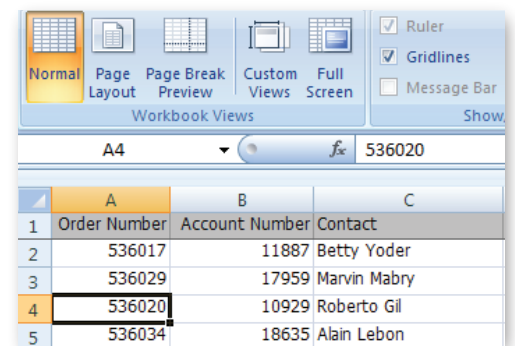 Normal Page Layout Page Break Preview Custom Views Full Screen
Ruler
Gridlines
Message Bar
Workbook Views Show
A4 fx 536020
A B C
1 Order Number Account Number Contact
2 536017 11887 Betty Yoder
3 536029 17959 Marvin Mabry
4 536020 10929 Roberto Gil
5 536034 18635 Alain Lebon